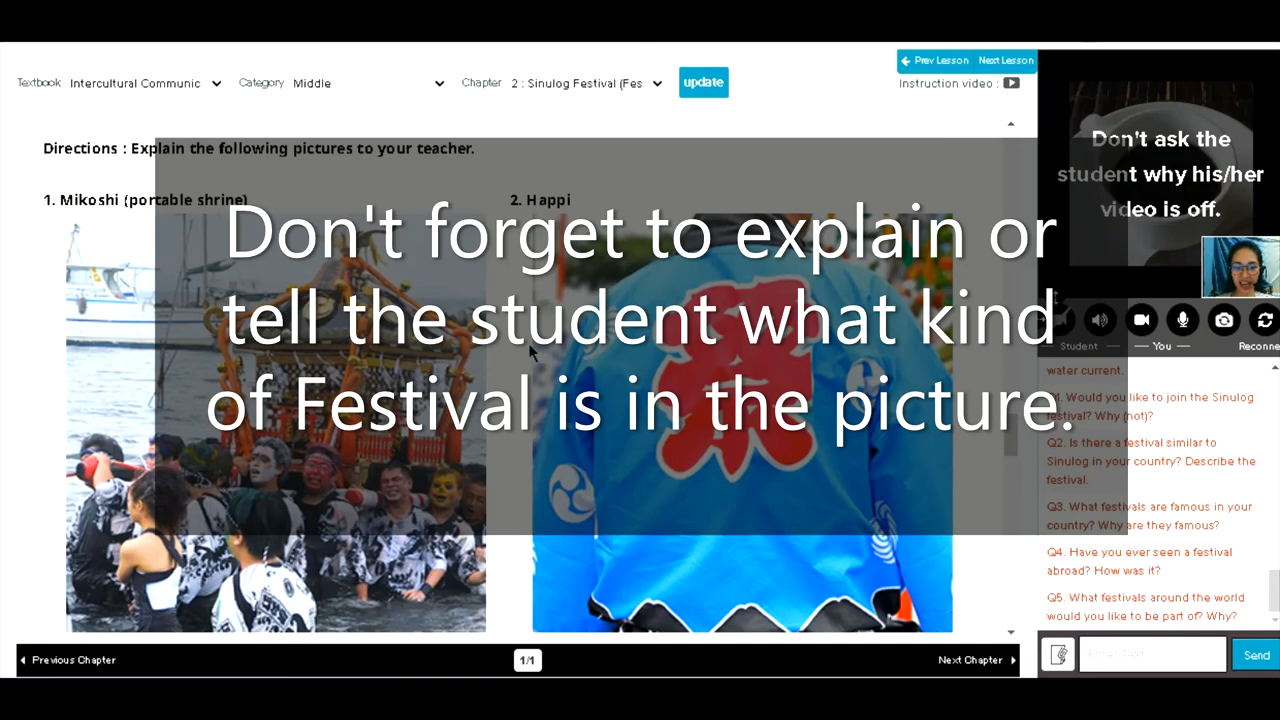 Prev Lesson Next Lesson
Textbook Intercultural Communic Category Middle Chapter 2 : Sinulog Festival (Fes update Instruction video :
Directions : Explain the following pictures to your teacher.
1. Mikoshi (portable shrine) 2. Happi
Don't forget to explain or
tell the student what kind
of Festival is in the picture.
祭
Don't ask the
student why his/her
video is off.
Student You Reconne
water current.
Q1. Would you like to join the Sinulog
festival? Why (not)?
Q2. Is there a festival similar to
Sinulog in your country? Describe the
festival.
Q3. What festivals are famous in your
country? Why are they famous?
Q4. Have you ever seen a festival
abroad? How was it?
Q5. What festivals around the world
would you like to be part of? Why?
Enter Text
Send
Previous Chapter 1/1 Next Chapter